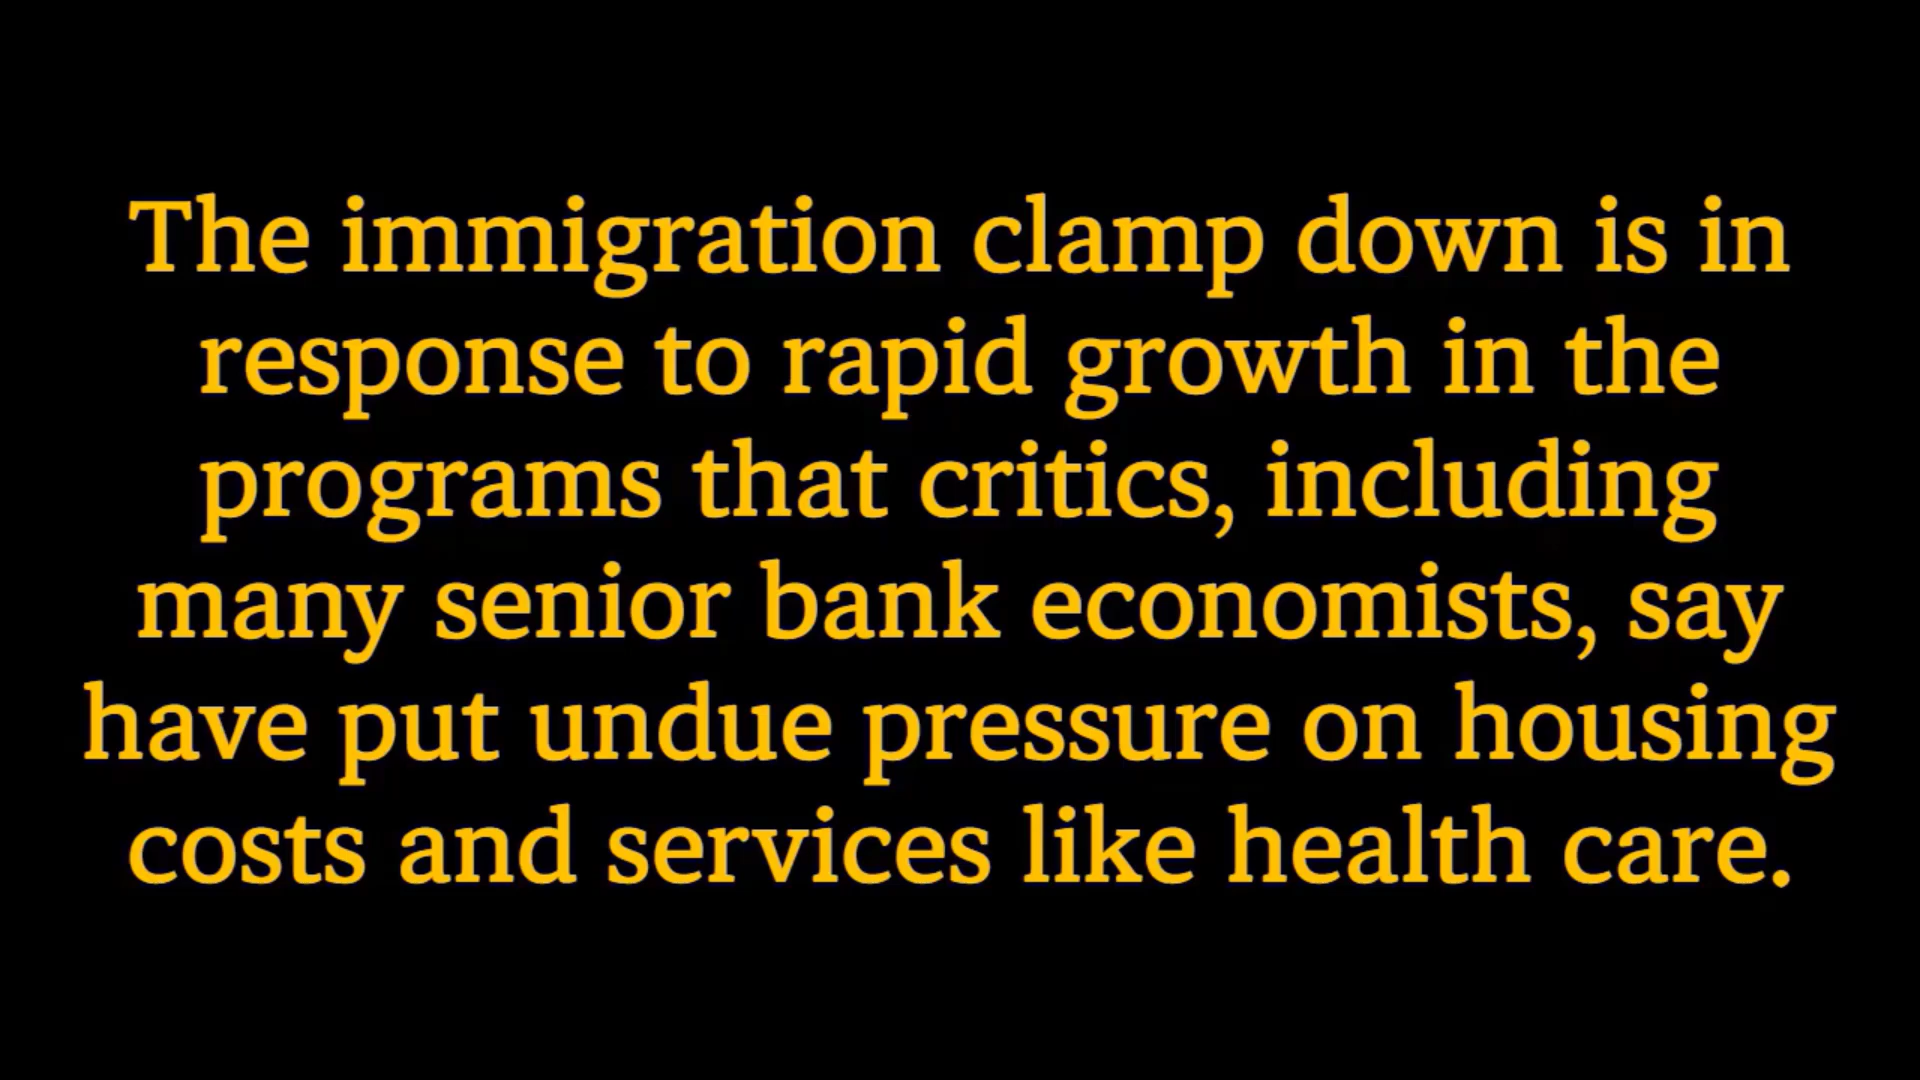 The immigration clamp down is in
response to rapid growth in the
programs that critics, including
many senior bank economists, say
have put undue pressure on housing
costs and services like health care.